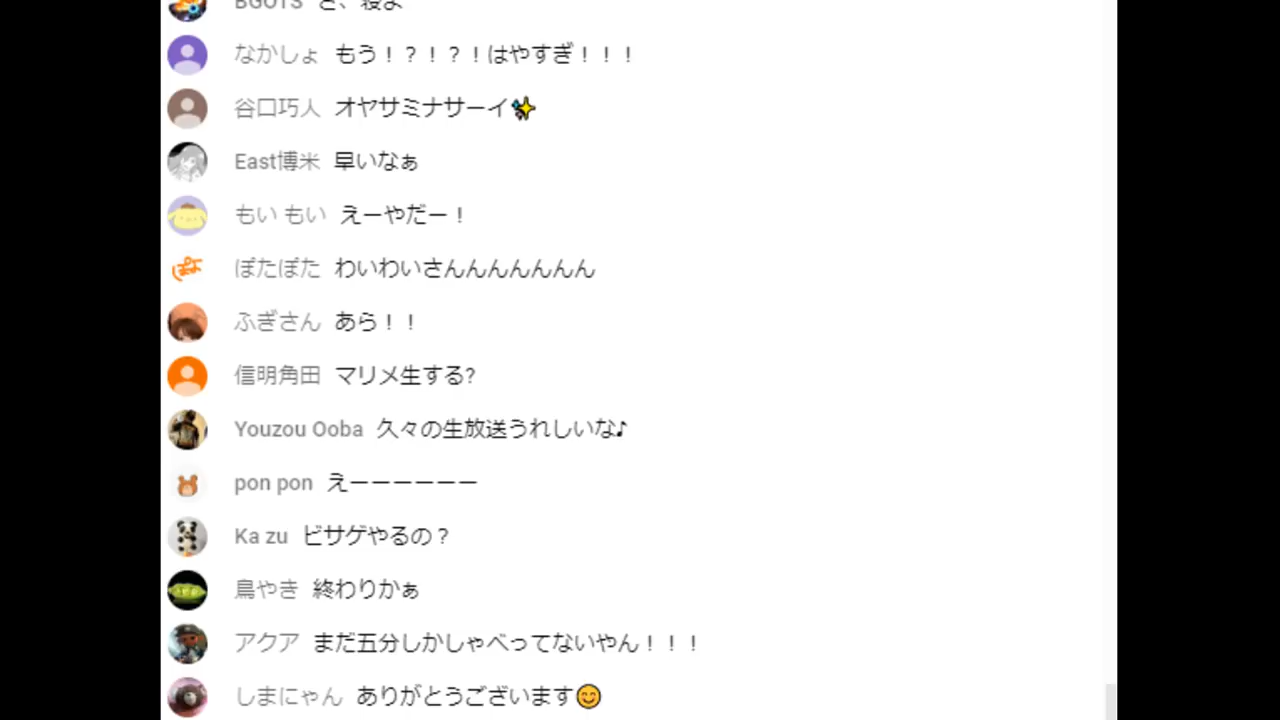 BGOTS さ、寝よ
なかしょ もう！？！？！はやすぎ！！！
谷口巧人 オヤサミナサーイ✨
East博米 早いなぁ
もい もい えーやだー！
ぽたぽた わいわいさんんんんんんん
ふぎさん あら！！
信明角田 マリメ生する?
Youzou Ooba 久々の生放送うれしいな♪
pon pon えーーーーーー
Ka zu ビサゲやるの？
鳥やき 終わりかぁ
アクア まだ五分しかしゃべってないやん！！！
しまにゃん ありがとうございます😊